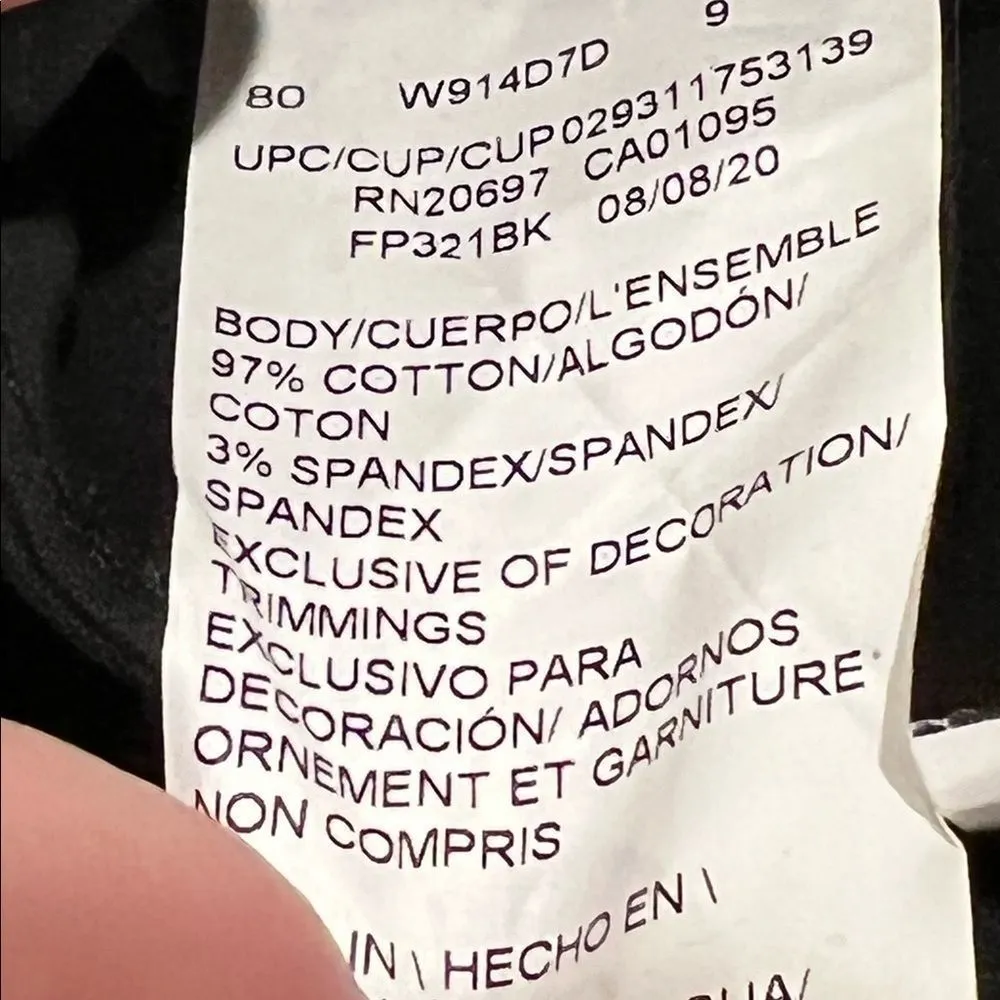 9
80 W914D7D
UPC/CUP/CUP029311753139
RN20697 CA01095
FP321BK 08/08/20
BODY/CUERPO/L'ENSEMBLE
97% COTTON/ALGODÓN/
COTON
3% SPANDEX/SPANDEX/
SPANDEX
EXCLUSIVE OF DECORATION/
TRIMMINGS
EXCLUSIVO PARA
DECORACIÓN/ ADORNOS
ORNEMENT ET GARNITURE
NON COMPRIS
IN \ HECHO EN \